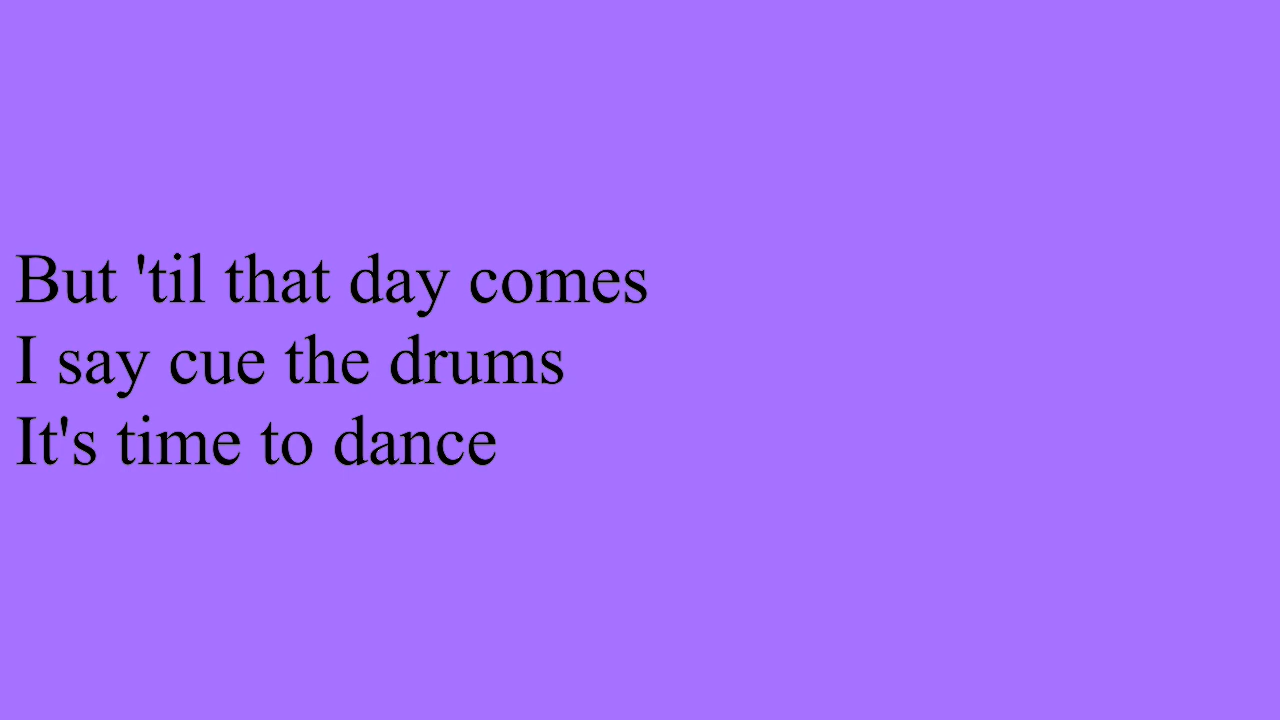 But 'til that day comes
I say cue the drums
It's time to dance